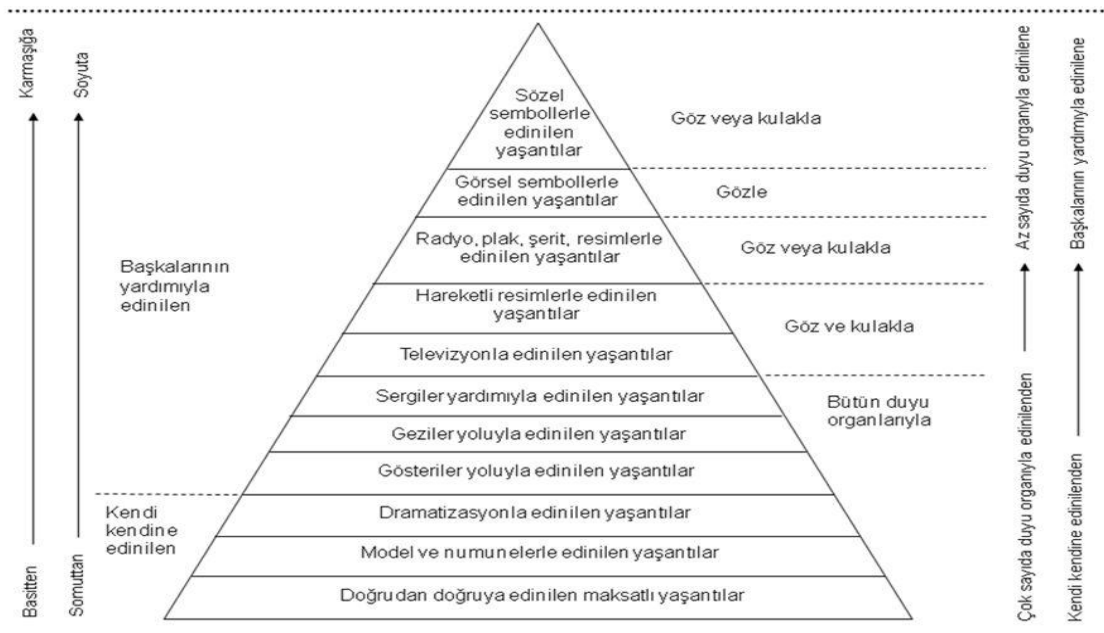 Karmaşığa
Basitten
Soyuta
Somuttan
Başkalarının
yardımıyla
edinilen
Kendi
kendine
edinilen
Sözel
sembollerle
edinilen
yaşantılar
Görsel sembollerle
edinilen yaşantılar
Radyo, plak, şerit, resimlerle
edinilen yaşantılar
Hareketli resimlerle edinilen
yaşantılar
Televizyonla edinilen yaşantılar
Sergiler yardımıyla edinilen yaşantılar
Geziler yoluyla edinilen yaşantılar
Gösteriler yoluyla edinilen yaşantılar
Dramatizasyonla edinilen yaşantılar
Model ve numunelerle edinilen yaşantılar
Doğrudan doğruya edinilen maksatlı yaşantılar
Göz veya kulakla
Gözle
Göz veya kulakla
Göz ve kulakla
Bütün duyu
organlarıyla
Az sayıda duyu organıyla edinilene
Çok sayıda duyu organıyla edinilenden
Başkalarının yardımıyla edinilene
Kendi kendine edinilenden